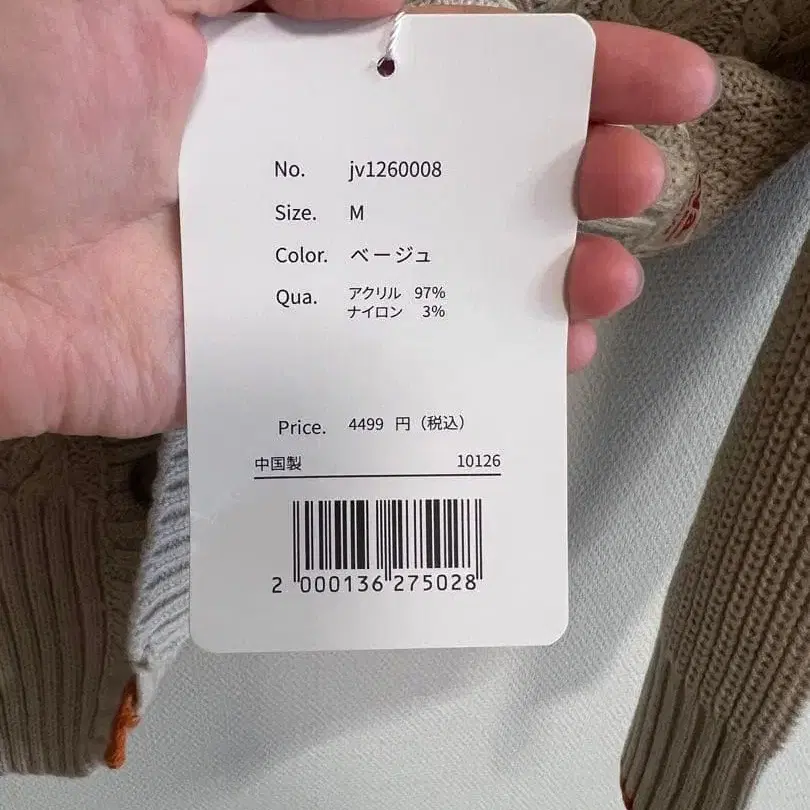 No. jv1260008
Size. M
Color. ベージュ
Qua. アクリル 97%
ナイロン 3%
Price. 4499 円（税込）
中国製 10126
2 000136 275028